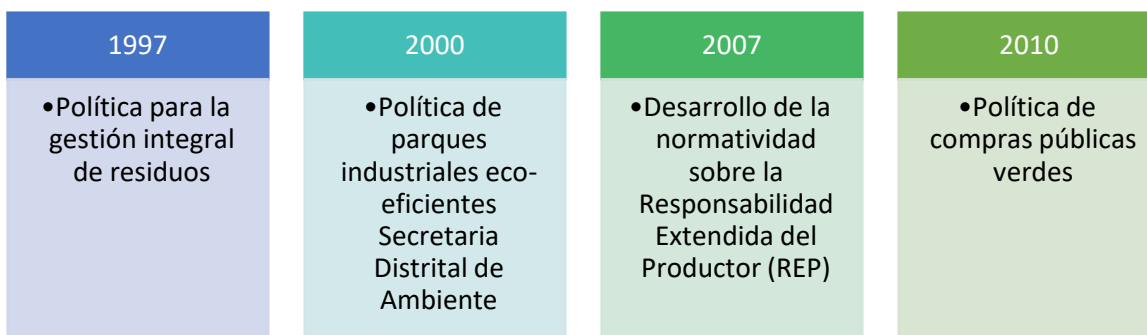 1997
•Política para la
gestión integral
de residuos
2000
•Política de
parques
industriales eco-
eficientes
Secretaria
Distrital de
Ambiente
2007
•Desarrollo de la
normatividad
sobre la
Responsabilidad
Extendida del
Productor (REP)
2010
•Política de
compras públicas
verdes